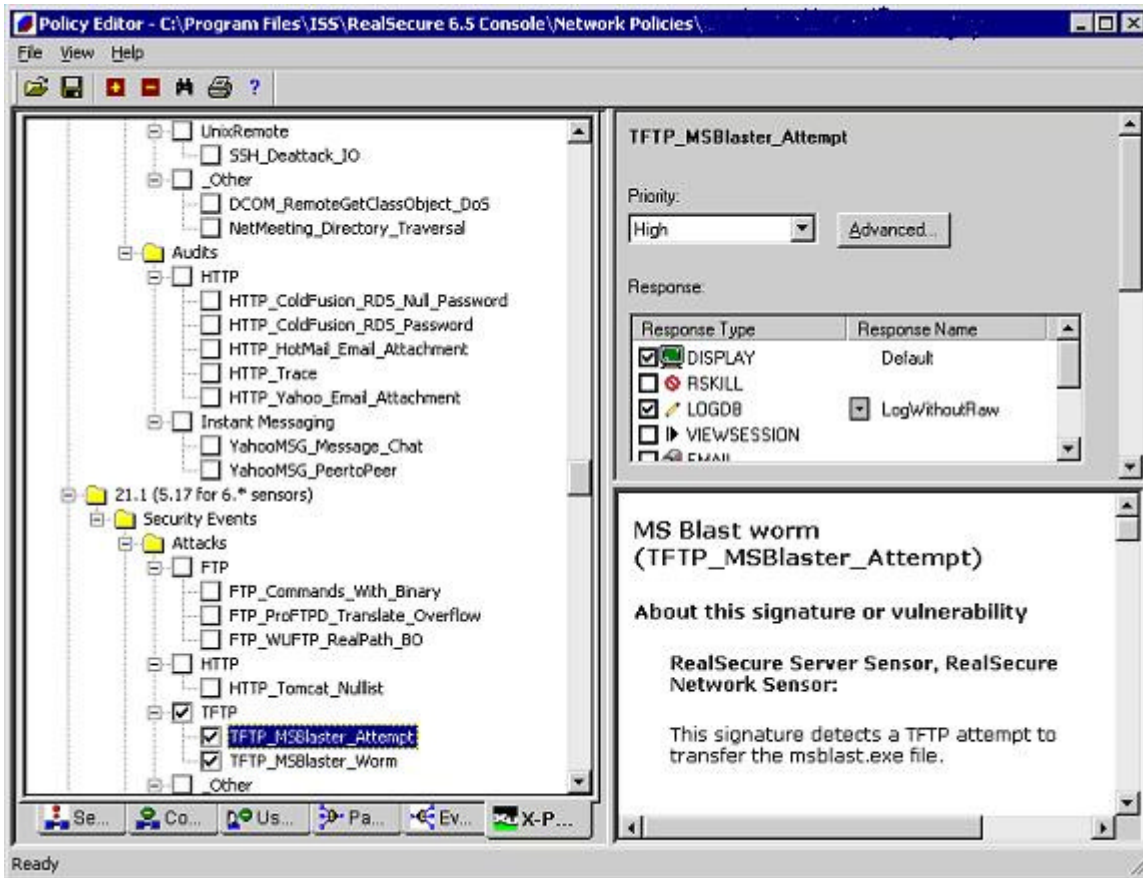 Policy Editor - C:\Program Files\ISS\RealSecure 6.5 Console\Network Policies\
File View Help
UnixRemote
SSH_Deattack_IO
_Other
DCOM_RemoteGetClassObject_DoS
NetMeeting_Directory_Traversal
Audits
HTTP
HTTP_ColdFusion_RDS_Null_Password
HTTP_ColdFusion_RDS_Password
HTTP_HotMail_Email_Attachment
HTTP_Trace
HTTP_Yahoo_Email_Attachment
Instant Messaging
YahooMSG_Message_Chat
YahooMSG_PeertoPeer
21.1 (5.17 for 6.* sensors)
Security Events
Attacks
FTP
FTP_Commands_With_Binary
FTP_ProFTPD_Translate_Overflow
FTP_WUFTP_RealPath_BO
HTTP
HTTP_Tomcat_Nullist
TFTP
TFTP_MSBlaster_Attempt
TFTP_MSBlaster_Worm
_Other
Se... Co... Us... Pa... Ev... X-P...
TFTP_MSBlaster_Attempt
Priority:
High Advanced...
Response:
Response Type Response Name
DISPLAY Default
RSKILL
LOGDB LogWithoutRaw
VIEWSESSION
EMAIL
MS Blast worm
(TFTP_MSBlaster_Attempt)
About this signature or vulnerability
RealSecure Server Sensor, RealSecure
Network Sensor:
This signature detects a TFTP attempt to
transfer the msblast.exe file.
Ready